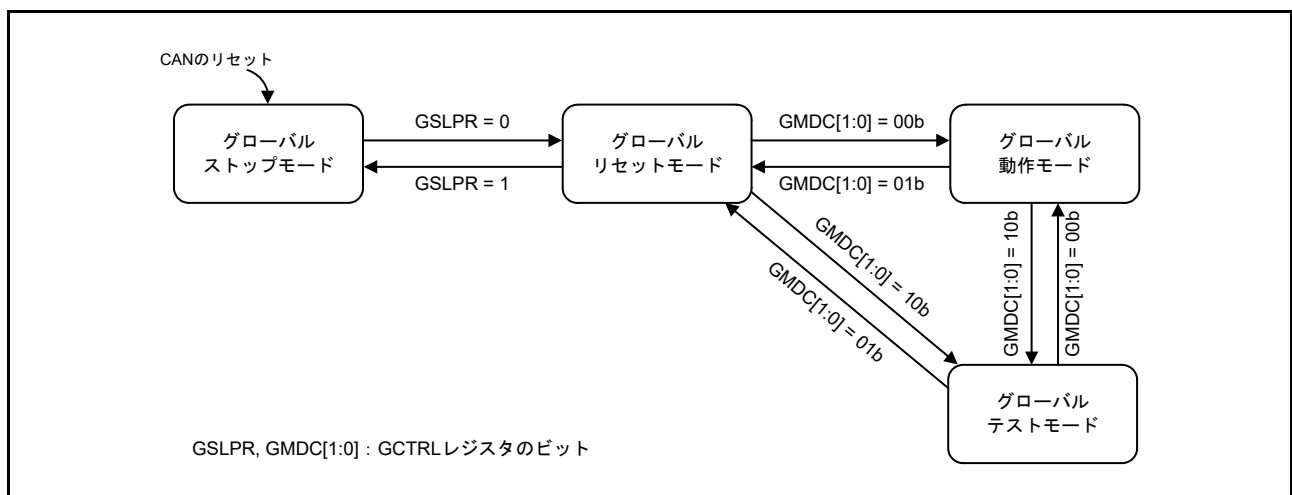 CANのリセット
グローバル
ストップモード
GSLPR = 0
GSLPR = 1
グローバル
リセットモード
GMDC[1:0] = 00b
GMDC[1:0] = 01b
グローバル
動作モード
GMDC[1:0] = 10b
GMDC[1:0] = 01b
GMDC[1:0] = 10b
GMDC[1:0] = 00b
グローバル
テストモード
GSLPR, GMDC[1:0]：GCTRLレジスタのビット